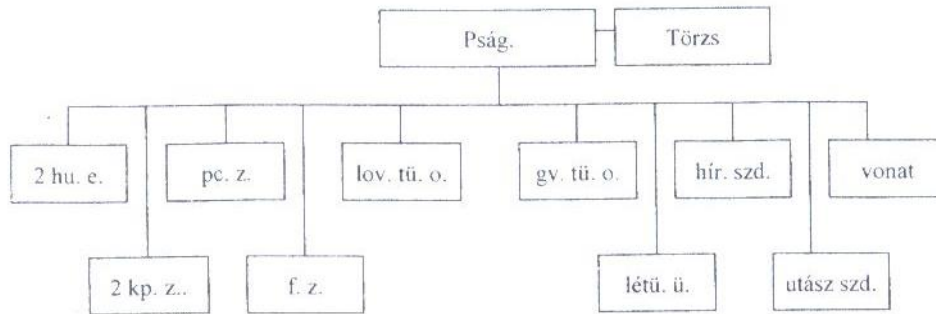 Pság.
Törzs
2 hu. e.
pc. z.
lov. tü. o.
gv. tü. o.
hír. szd.
vonat
2 kp. z..
f. z.
létü. ü.
utász szd.